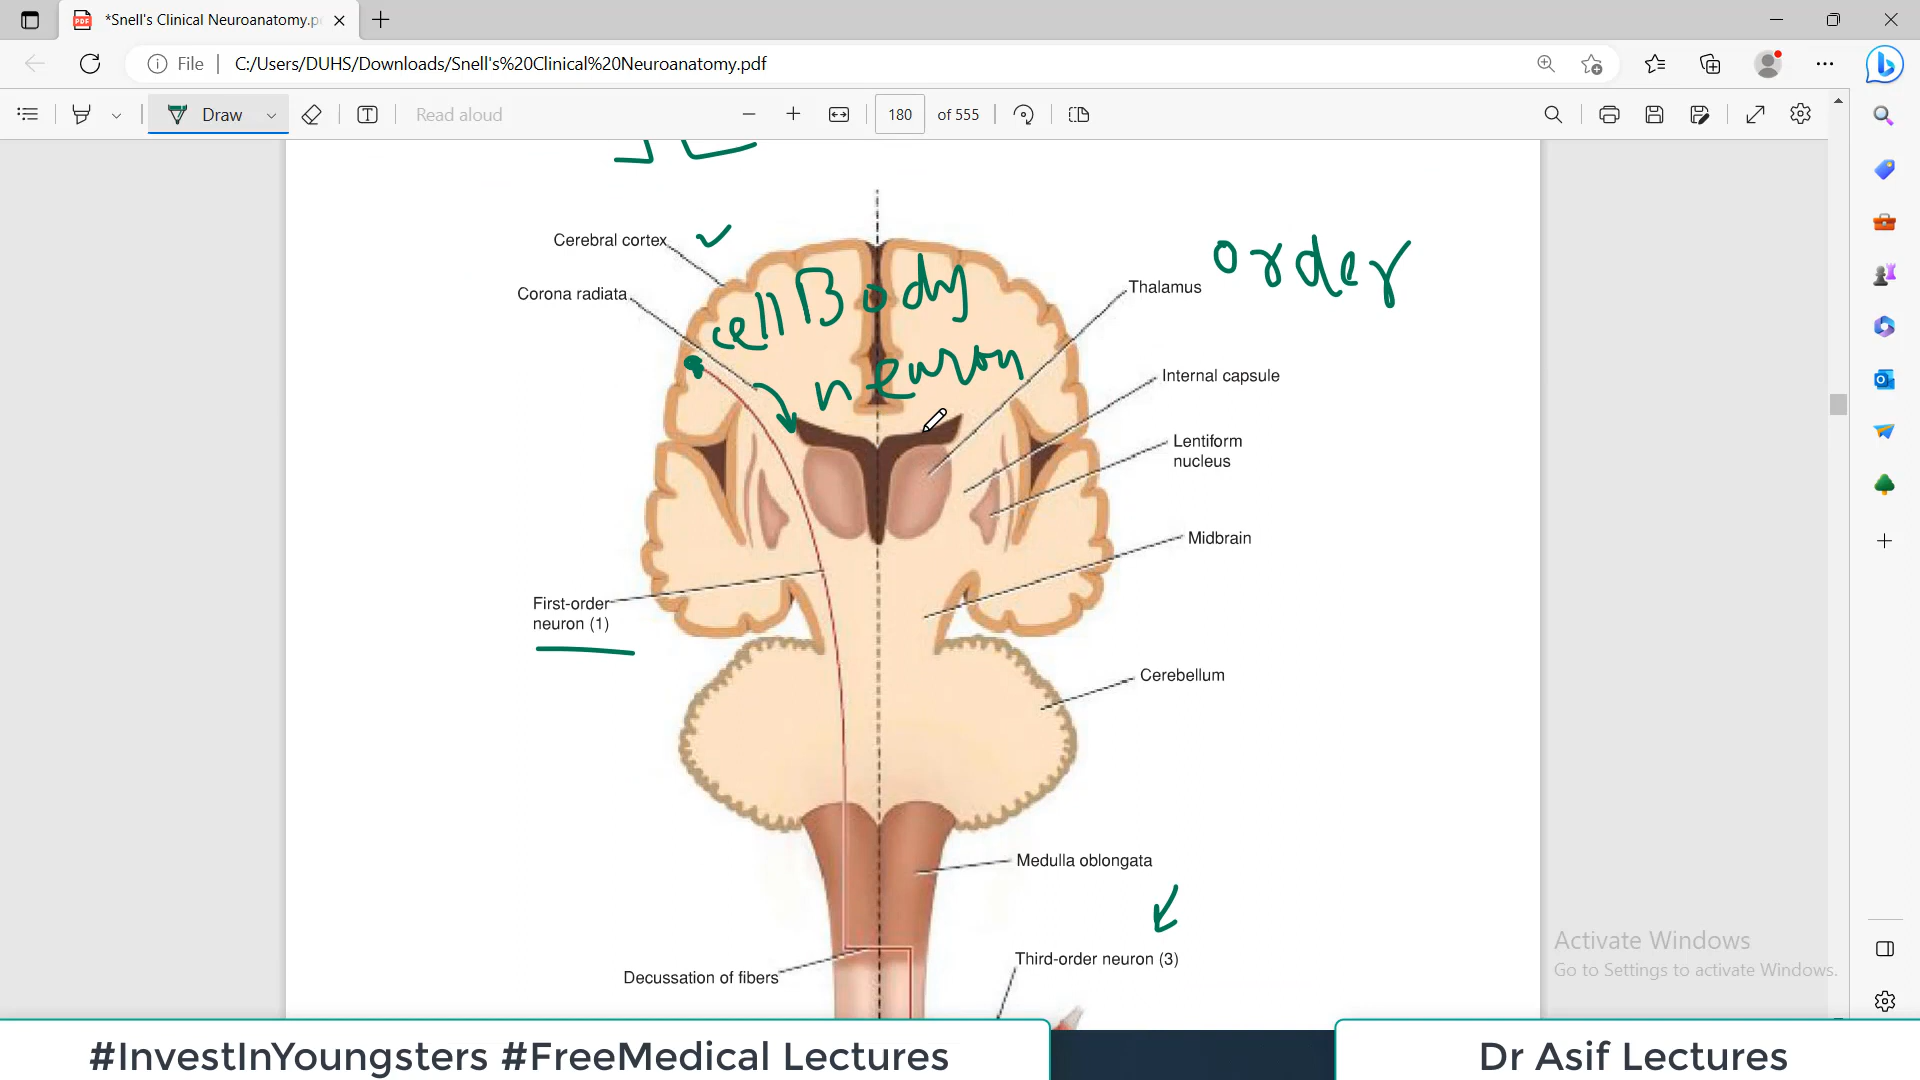 *Snell's Clinical Neuroanatomy.p
File
C:/Users/DUHS/Downloads/Snell's%20Clinical%20Neuroanatomy.pdf
Draw
Read aloud
180 of 555
Cerebral cortex
order
Thalamus
Corona radiata
cell Body
neuron
Internal capsule
Lentiform
nucleus
Midbrain
First-order
neuron (1)
Cerebellum
Medulla oblongata
Third-order neuron (3)
Decussation of fibers
Activate Windows
Go to Settings to activate Windows.
#InvestInYoungsters #FreeMedical Lectures
Dr Asif Lectures